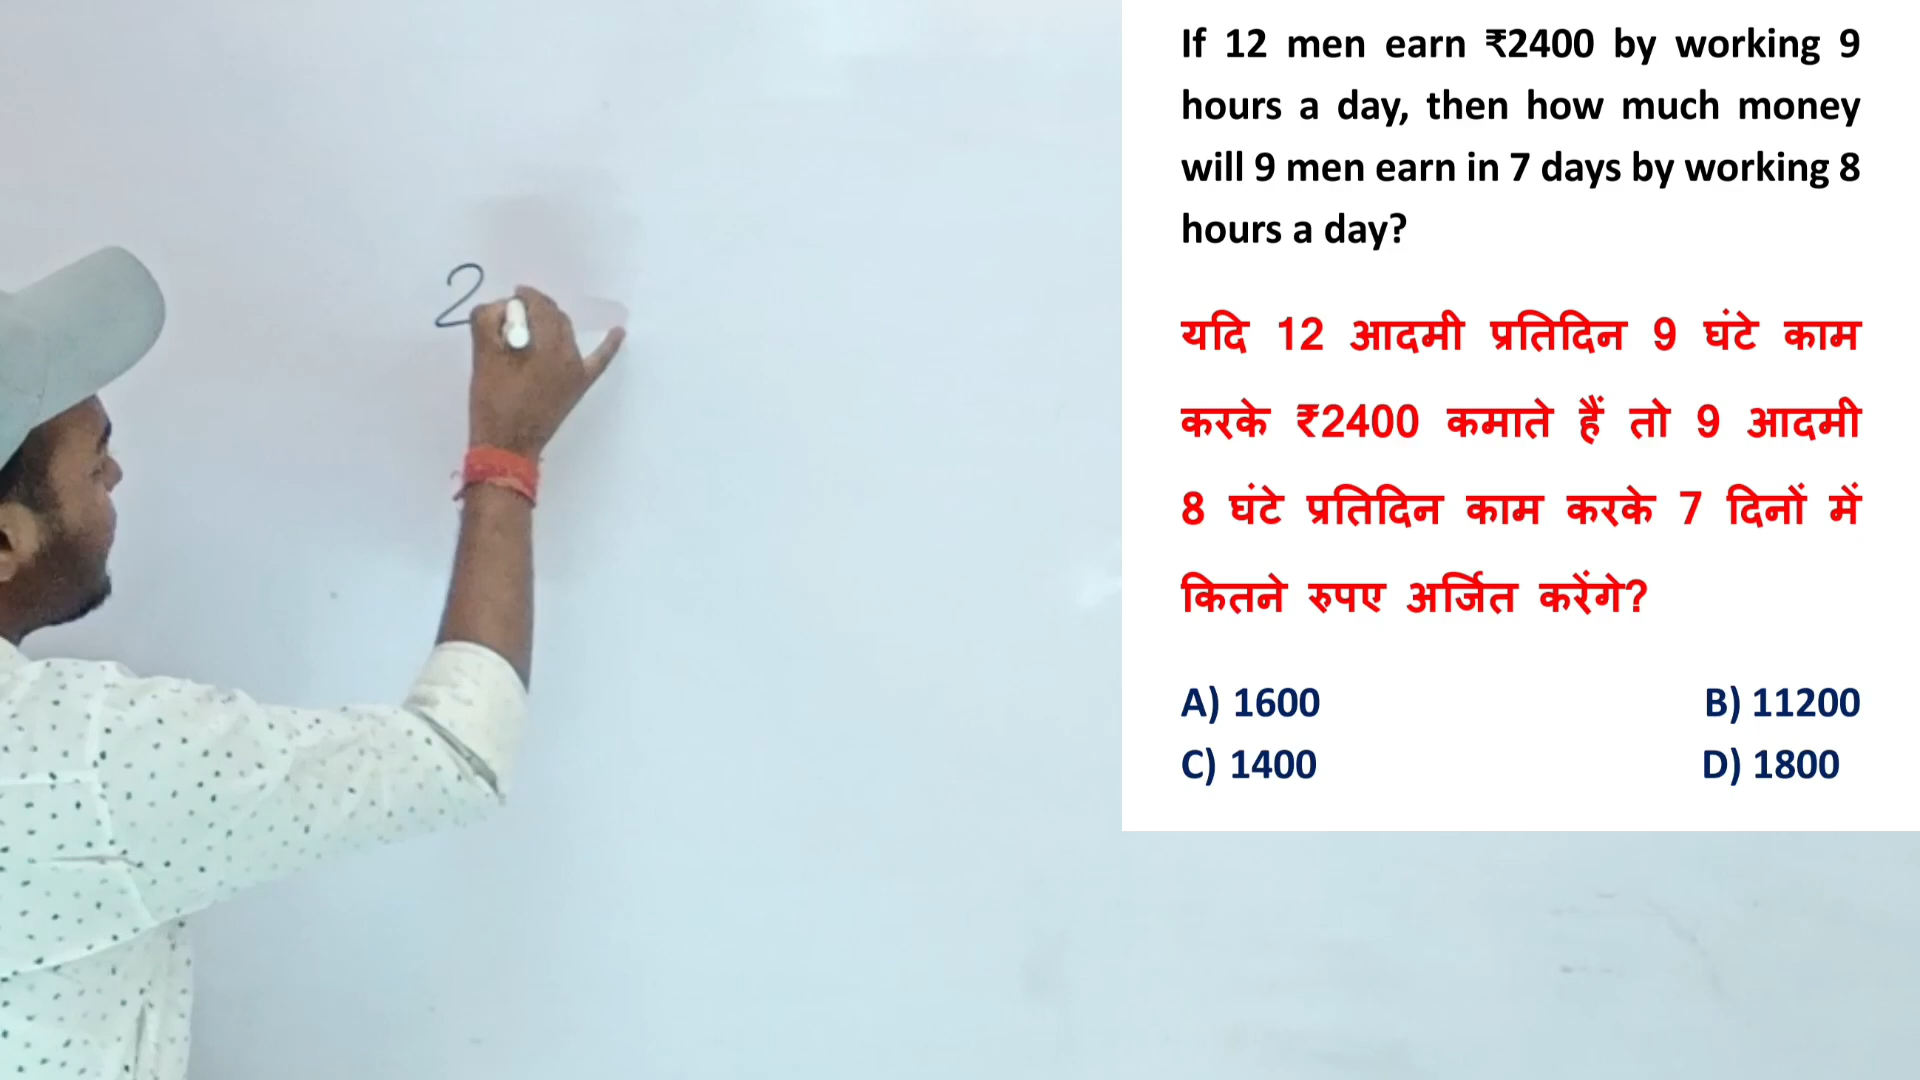 2
If 12 men earn ₹2400 by working 9
hours a day, then how much money
will 9 men earn in 7 days by working 8
hours a day?
यदि 12 आदमी प्रतिदिन 9 घंटे काम
करके ₹2400 कमाते हैं तो 9 आदमी
8 घंटे प्रतिदिन काम करके 7 दिनों में
कितने रुपए अर्जित करेंगे?
A) 1600 B) 11200
C) 1400 D) 1800